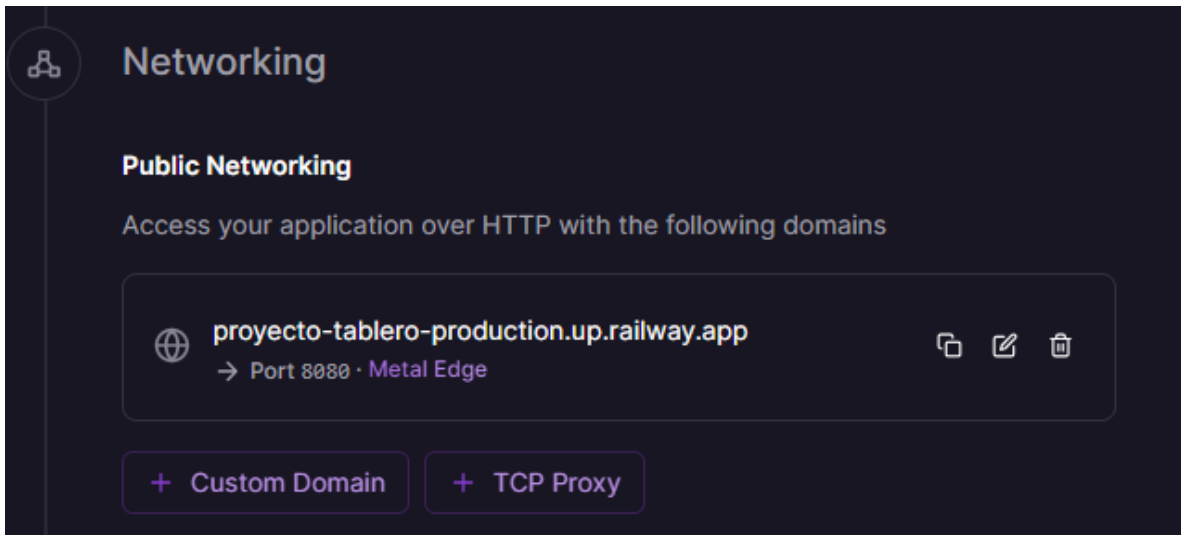 Networking
Public Networking
Access your application over HTTP with the following domains
proyecto-tablero-production.up.railway.app
→ Port 8080 · Metal Edge
+ Custom Domain + TCP Proxy